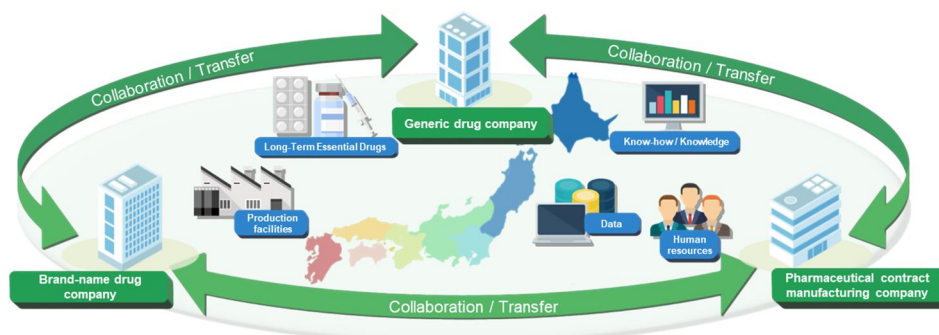 Collaboration / Transfer
Collaboration / Transfer
Generic drug company
Long-Term Essential Drugs
Know-how / Knowledge
Production
facilities
Data
Human
resources
Brand-name drug
company
Pharmaceutical contract
manufacturing company
Collaboration / Transfer